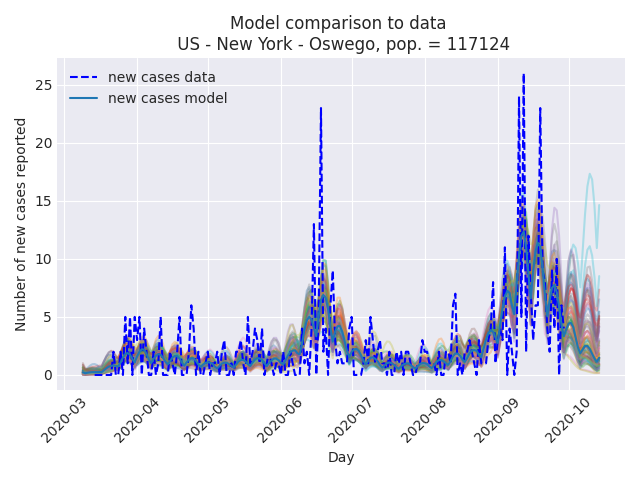 Model comparison to data
US - New York - Oswego, pop. = 117124
new cases data
new cases model
Number of new cases reported
25
20
15
10
5
0
2020-03
2020-04
2020-05
2020-06
2020-07
2020-08
2020-09
2020-10
Day